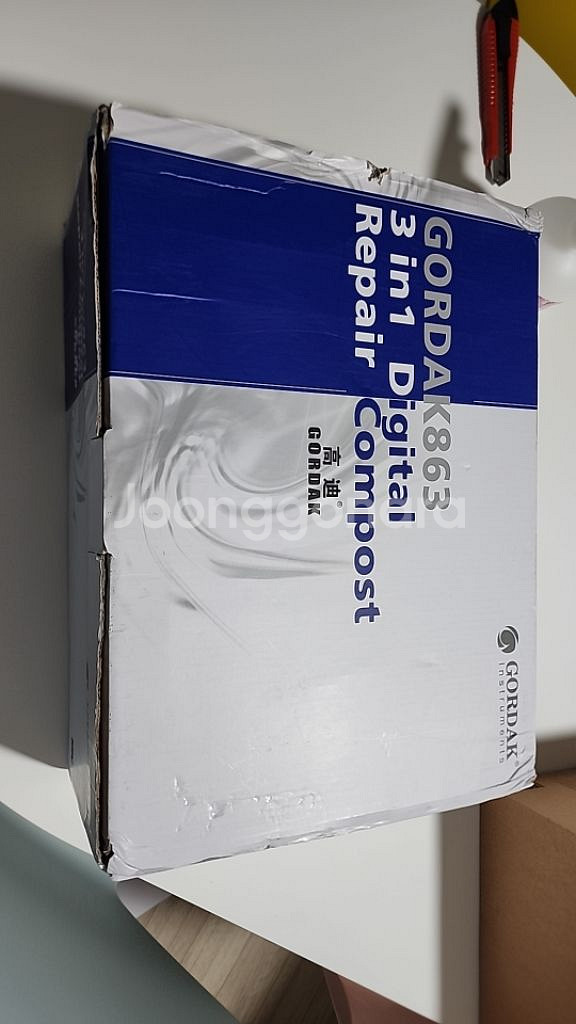 GORDAK863
3 in1 Digital
Repair Compost
高迪®
GORDAK
GORDAK®
instruments
Joonggonara